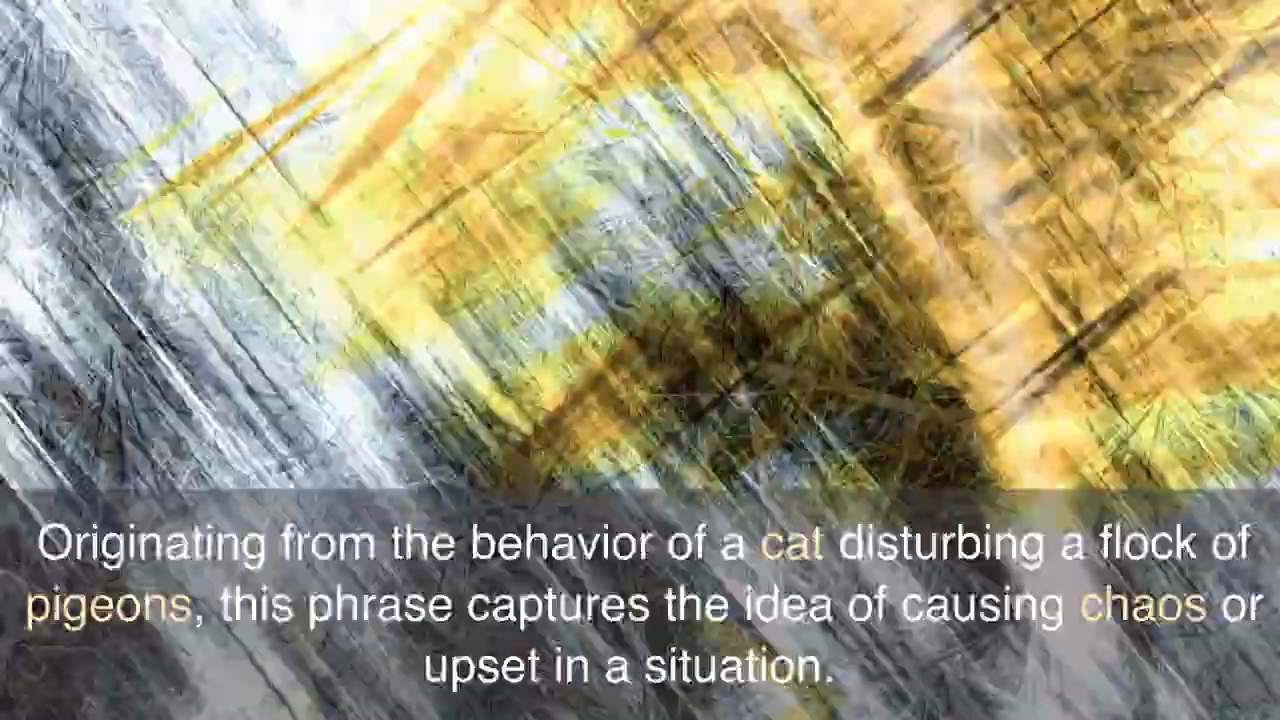 Originating from the behavior of a cat disturbing a flock of
pigeons, this phrase captures the idea of causing chaos or
upset in a situation.